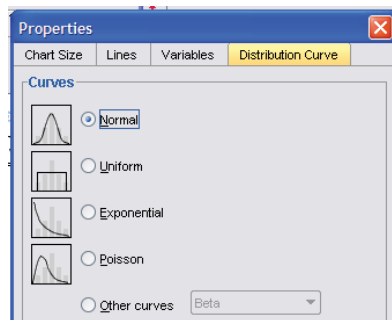 Properties
Chart Size Lines Variables Distribution Curve
Curves
Normal
Uniform
Exponential
Poisson
Other curves Beta